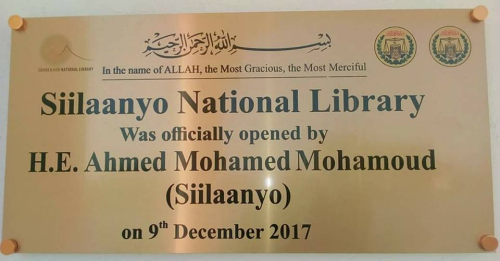 بسم الله الرحمن الرحيم
In the name of ALLAH, the Most Gracious, the Most Merciful
Siilaanyo National Library
Was officially opened by
H.E. Ahmed Mohamed Mohamoud
(Siilaanyo)
on 9th December 2017